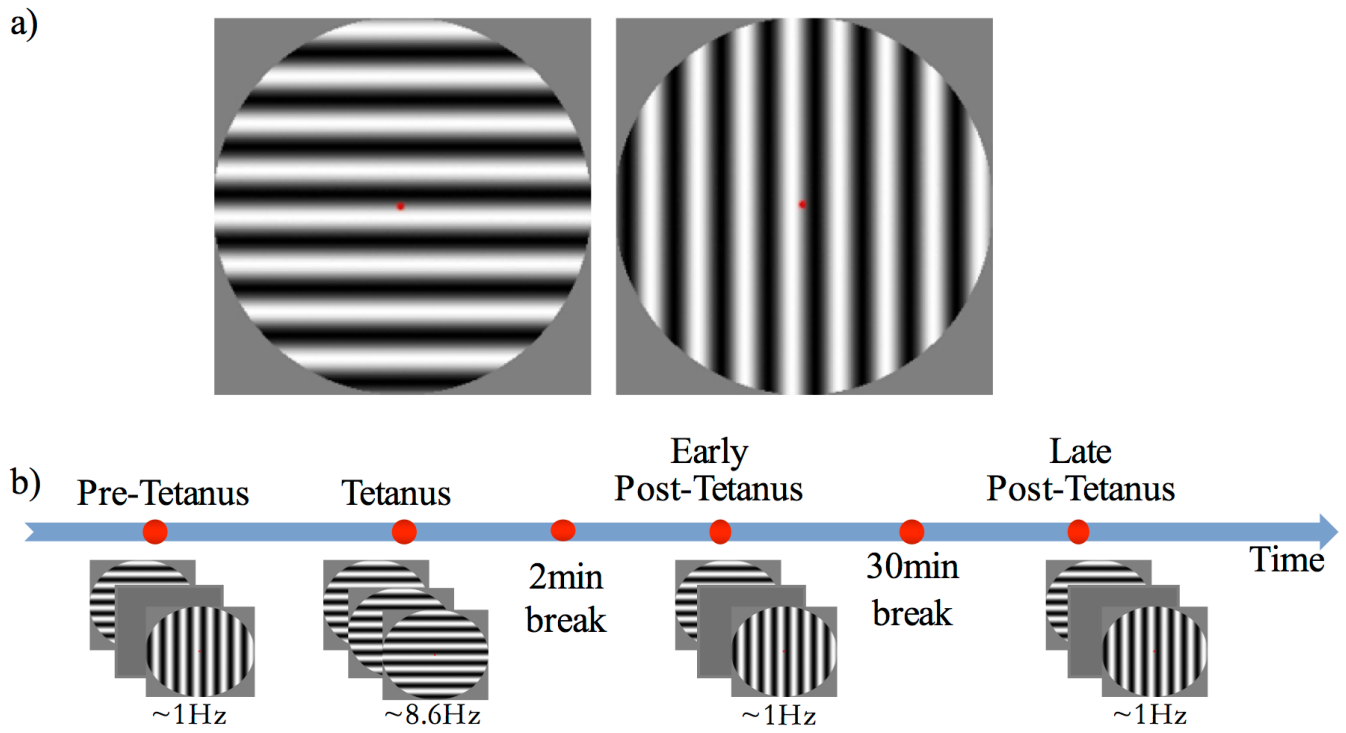 a)
b)
Pre-Tetanus
Tetanus
Early
Post-Tetanus
Late
Post-Tetanus
2min
break
30min
break
Time
~1Hz
~8.6Hz
~1Hz
~1Hz